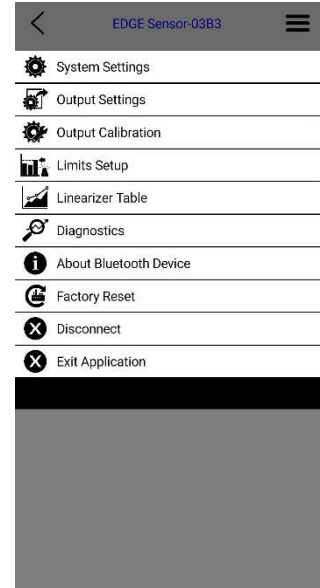 EDGE Sensor-03B3
System Settings
Output Settings
Output Calibration
Limits Setup
Linearizer Table
Diagnostics
About Bluetooth Device
Factory Reset
Disconnect
Exit Application